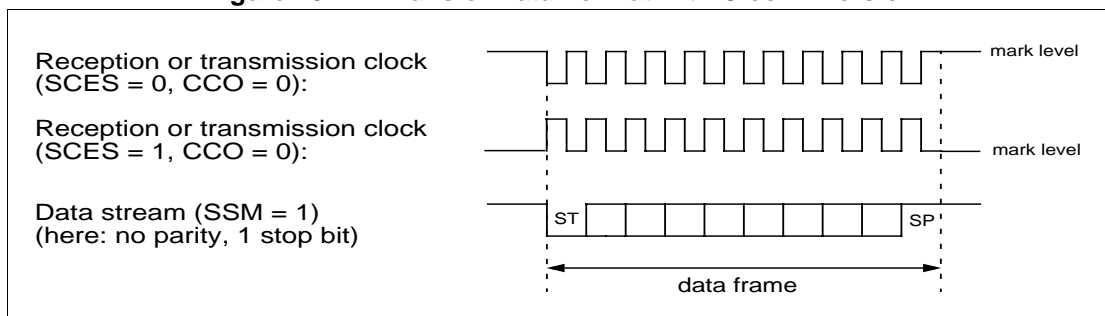 Reception or transmission clock
(SCES = 0, CCO = 0):
mark level
Reception or transmission clock
(SCES = 1, CCO = 0):
mark level
Data stream (SSM = 1)
(here: no parity, 1 stop bit)
ST
SP
data frame